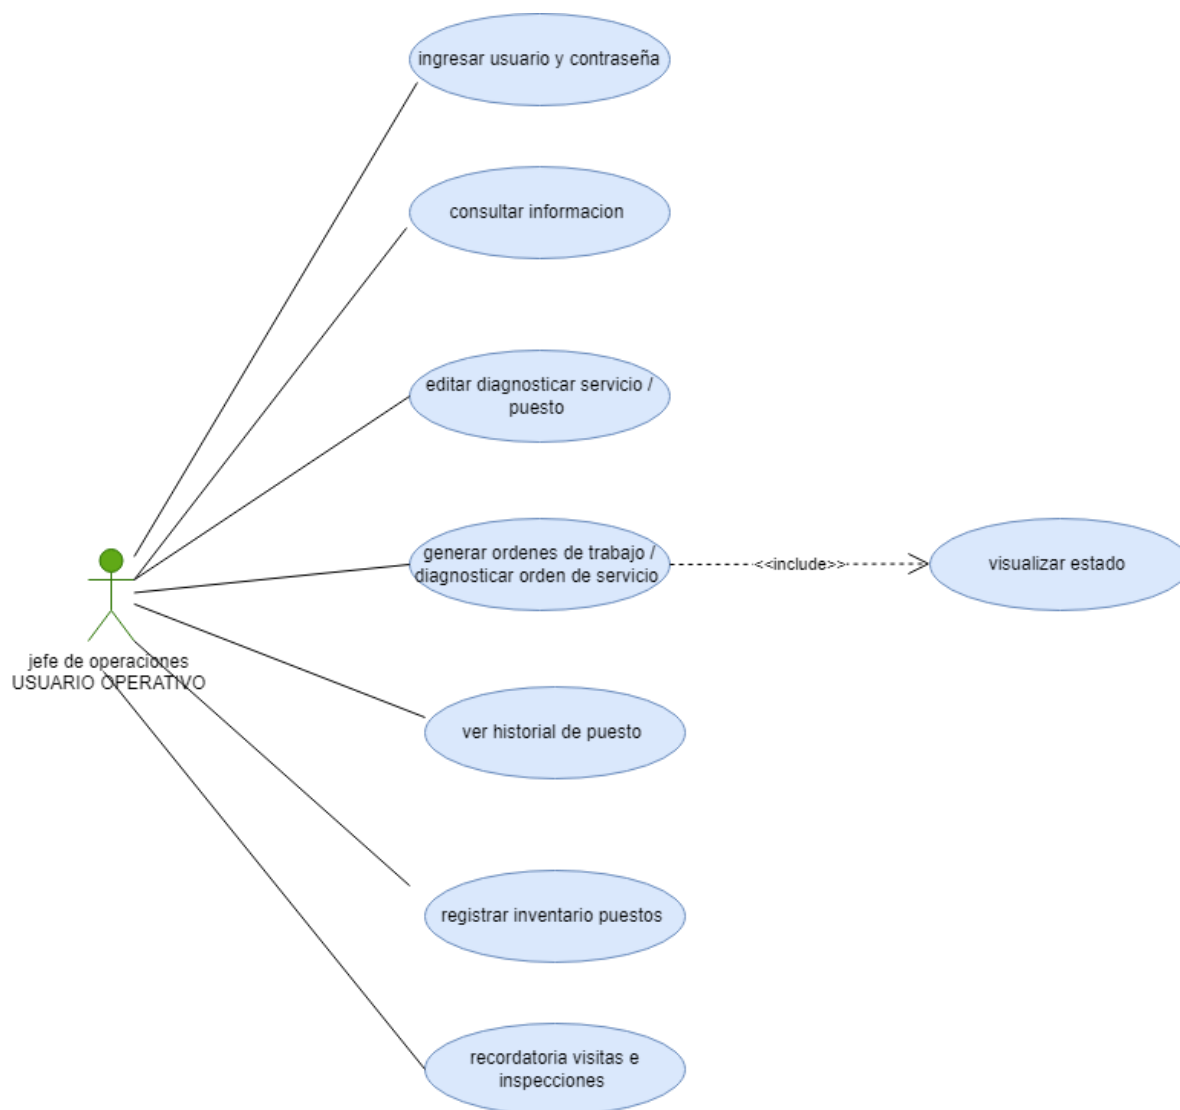 ingresar usuario y contraseña
consultar informacion
editar diagnosticar servicio /
puesto
generar ordenes de trabajo /
diagnosticar orden de servicio
<<include>>
visualizar estado
jefe de operaciones
USUARIO OPERATIVO
ver historial de puesto
registrar inventario puestos
recordatoria visitas e
inspecciones